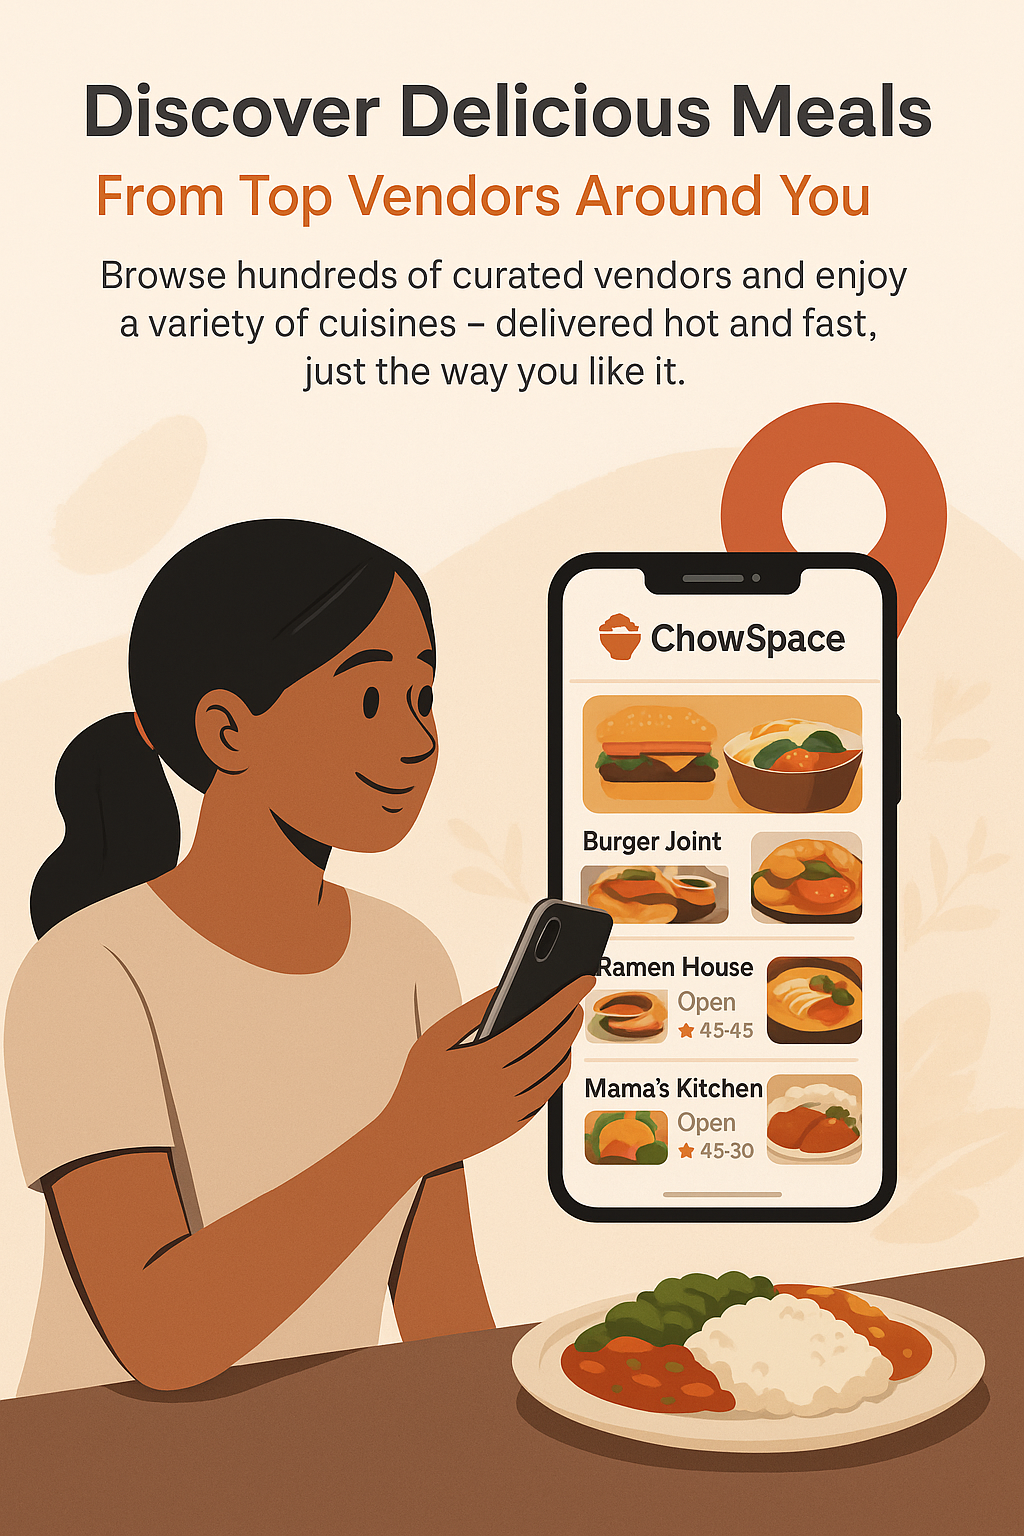 Discover Delicious Meals
From Top Vendors Around You
Browse hundreds of curated vendors and enjoy
a variety of cuisines – delivered hot and fast,
just the way you like it.
ChowSpace
Burger Joint
Ramen House
Open
45-45
Mama's Kitchen
Open
45-30